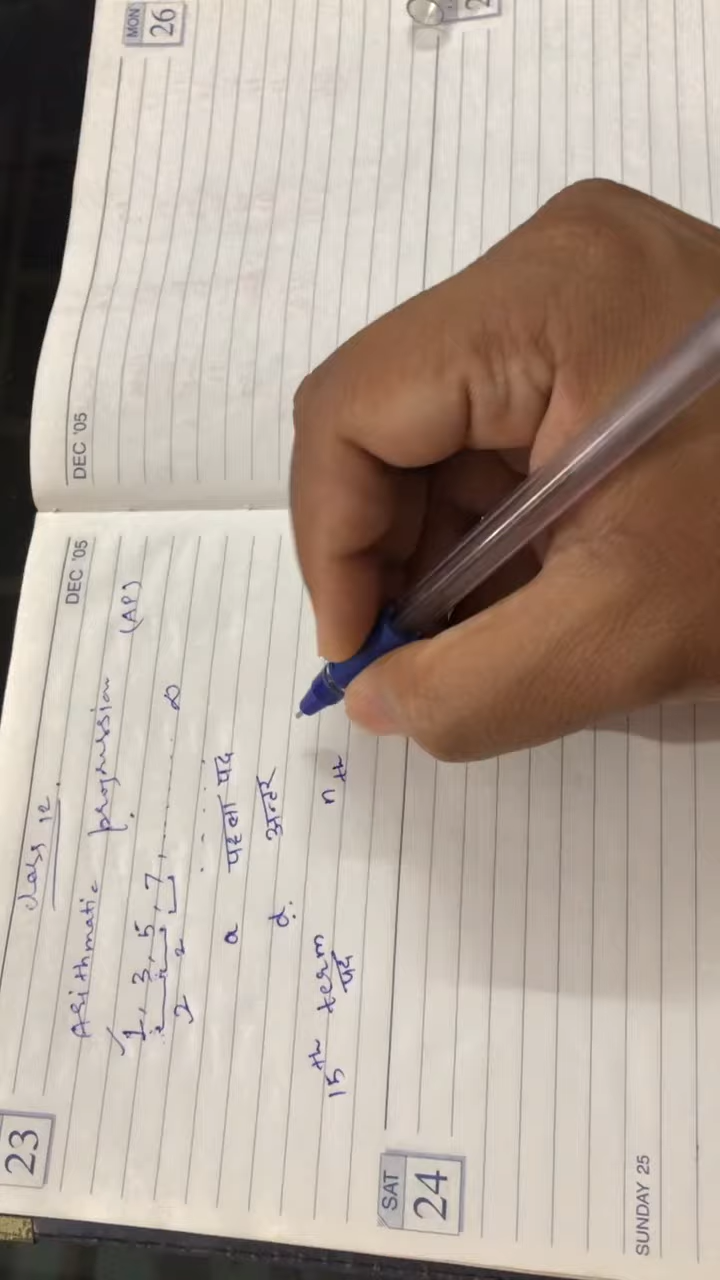 DEC '05
23
class 12.
Arithmatic progression (AP)
1, 3, 5, 7, ........ ∞
2 2
a पहला पद
d. अन्तर
15th term nth
पद
SAT
24
SUNDAY 25
DEC '05
MON
26